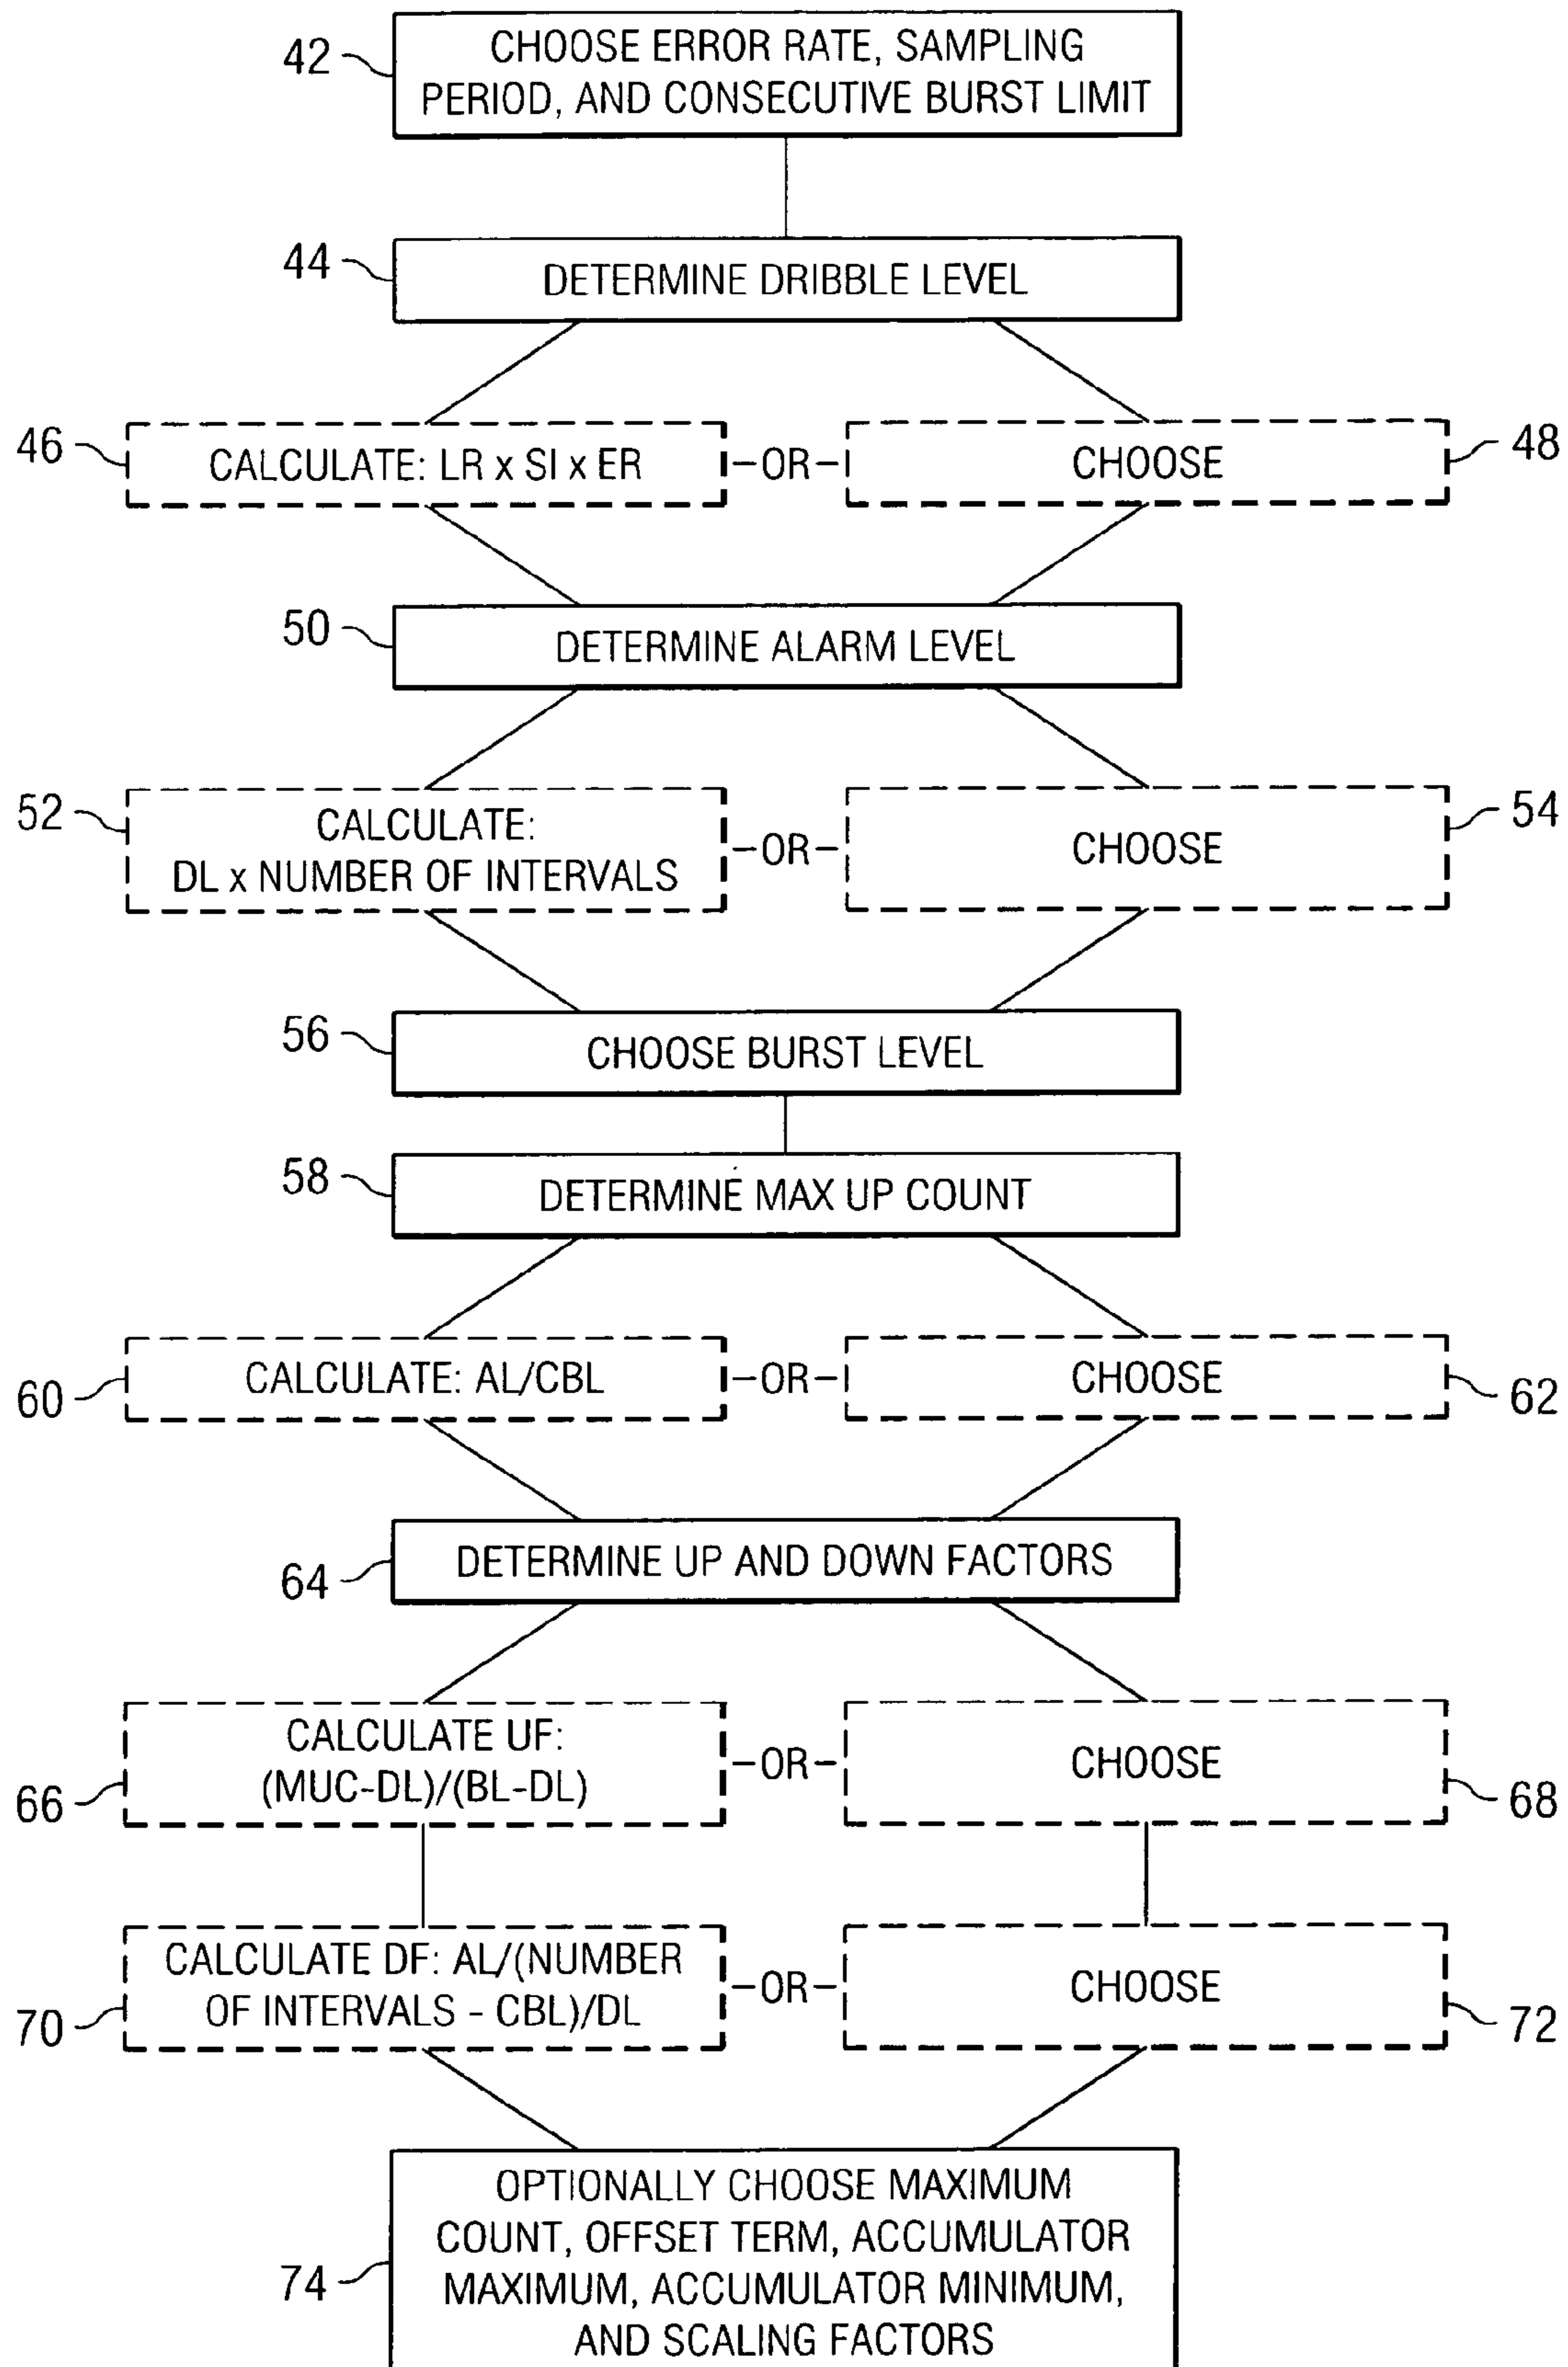 42
CHOOSE ERROR RATE, SAMPLING
PERIOD, AND CONSECUTIVE BURST LIMIT
44
DETERMINE DRIBBLE LEVEL
46
CALCULATE: LR x SI x ER
OR
CHOOSE
48
50
DETERMINE ALARM LEVEL
52
CALCULATE:
DL x NUMBER OF INTERVALS
OR
CHOOSE
54
56
CHOOSE BURST LEVEL
58
DETERMINE MAX UP COUNT
60
CALCULATE: AL/CBL
OR
CHOOSE
62
64
DETERMINE UP AND DOWN FACTORS
66
CALCULATE UF:
(MUC-DL)/(BL-DL)
OR
CHOOSE
68
70
CALCULATE DF: AL/(NUMBER
OF INTERVALS - CBL)/DL
OR
CHOOSE
72
74
OPTIONALLY CHOOSE MAXIMUM
COUNT, OFFSET TERM, ACCUMULATOR
MAXIMUM, ACCUMULATOR MINIMUM,
AND SCALING FACTORS